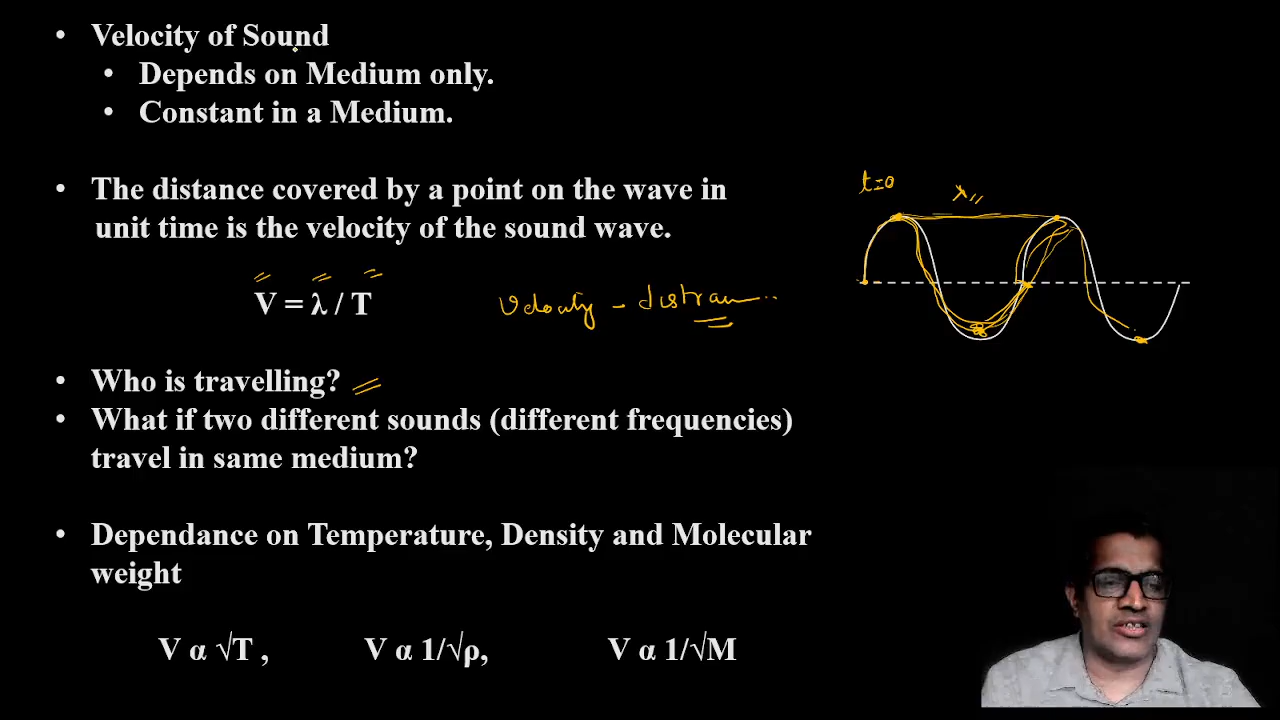 • Velocity of Sound
• Depends on Medium only.
• Constant in a Medium.
• The distance covered by a point on the wave in
unit time is the velocity of the sound wave.
t=0
λ
V = λ / T
Velocity –
• Who is travelling?
• What if two different sounds (different frequencies)
travel in same medium?
• Dependance on Temperature, Density and Molecular
weight
V α √T , V α 1/√ρ, V α 1/√M